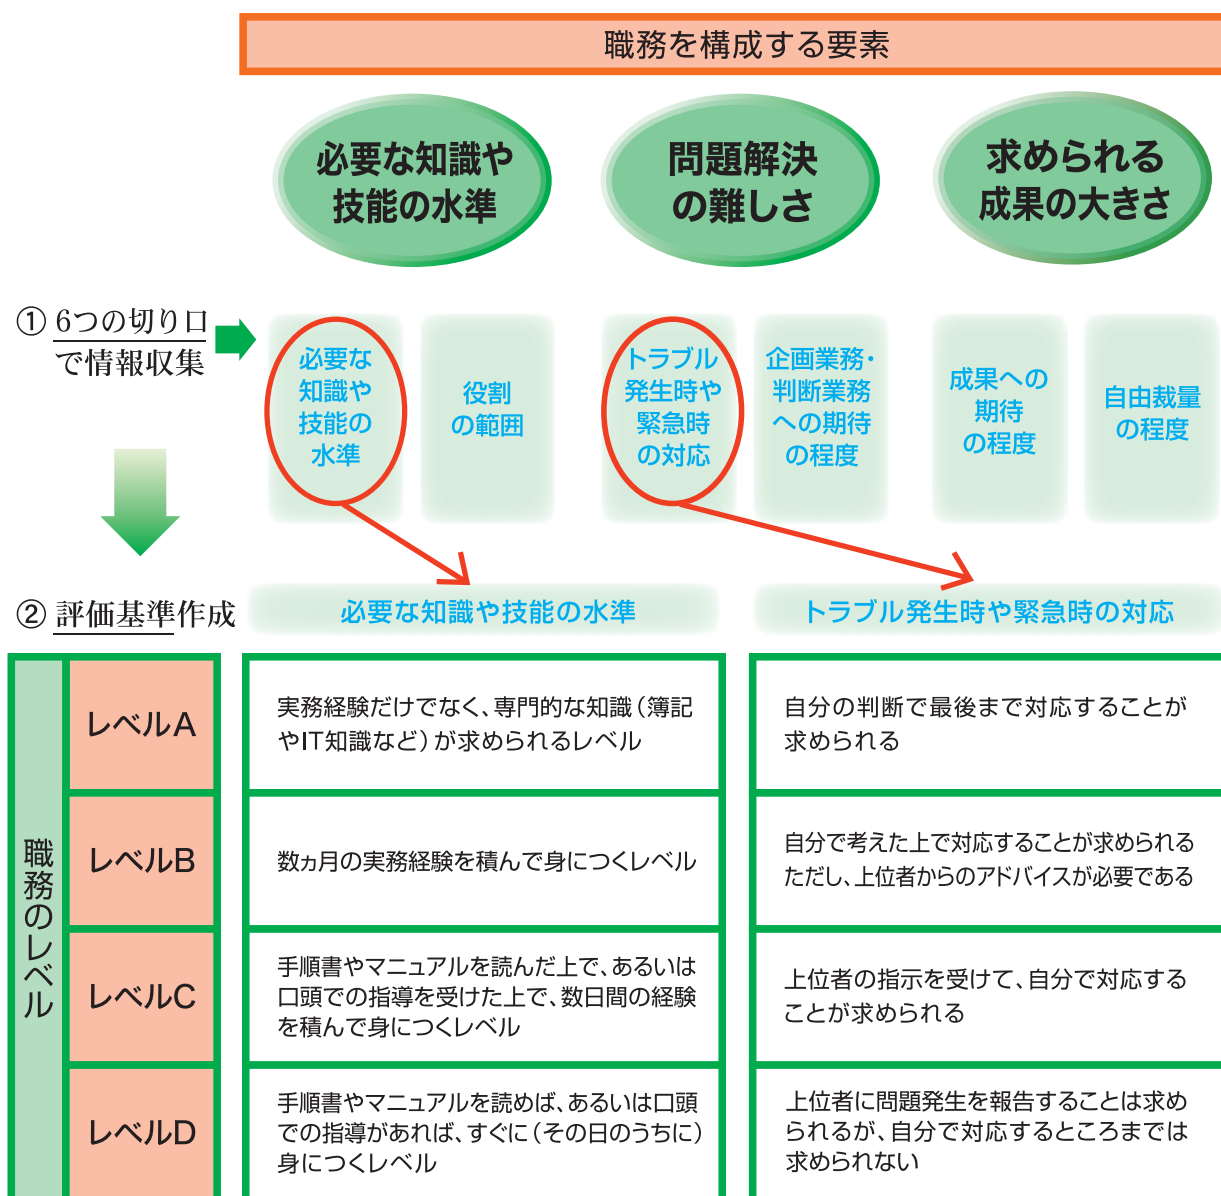 職務を構成する要素
必要な知識や
技能の水準
問題解決
の難しさ
求められる
成果の大きさ
① 6つの切り口
で情報収集
必要な
知識や
技能の
水準
役割
の範囲
トラブル
発生時や
緊急時
の対応
企画業務・
判断業務
への期待
の程度
成果への
期待
の程度
自由裁量
の程度
② 評価基準作成
必要な知識や技能の水準
トラブル発生時や緊急時の対応
職務のレベル
レベルA
実務経験だけでなく、専門的な知識（簿記
やIT知識など）が求められるレベル
自分の判断で最後まで対応することが
求められる
レベルB
数ヵ月の実務経験を積んで身につくレベル
自分で考えた上で対応することが求められる
ただし、上位者からのアドバイスが必要である
レベルC
手順書やマニュアルを読んだ上で、あるいは
口頭での指導を受けた上で、数日間の経験
を積んで身につくレベル
上位者の指示を受けて、自分で対応する
ことが求められる
レベルD
手順書やマニュアルを読めば、あるいは口頭
での指導があれば、すぐに（その日のうちに）
身につくレベル
上位者に問題発生を報告することは求め
られるが、自分で対応するところまでは
求められない